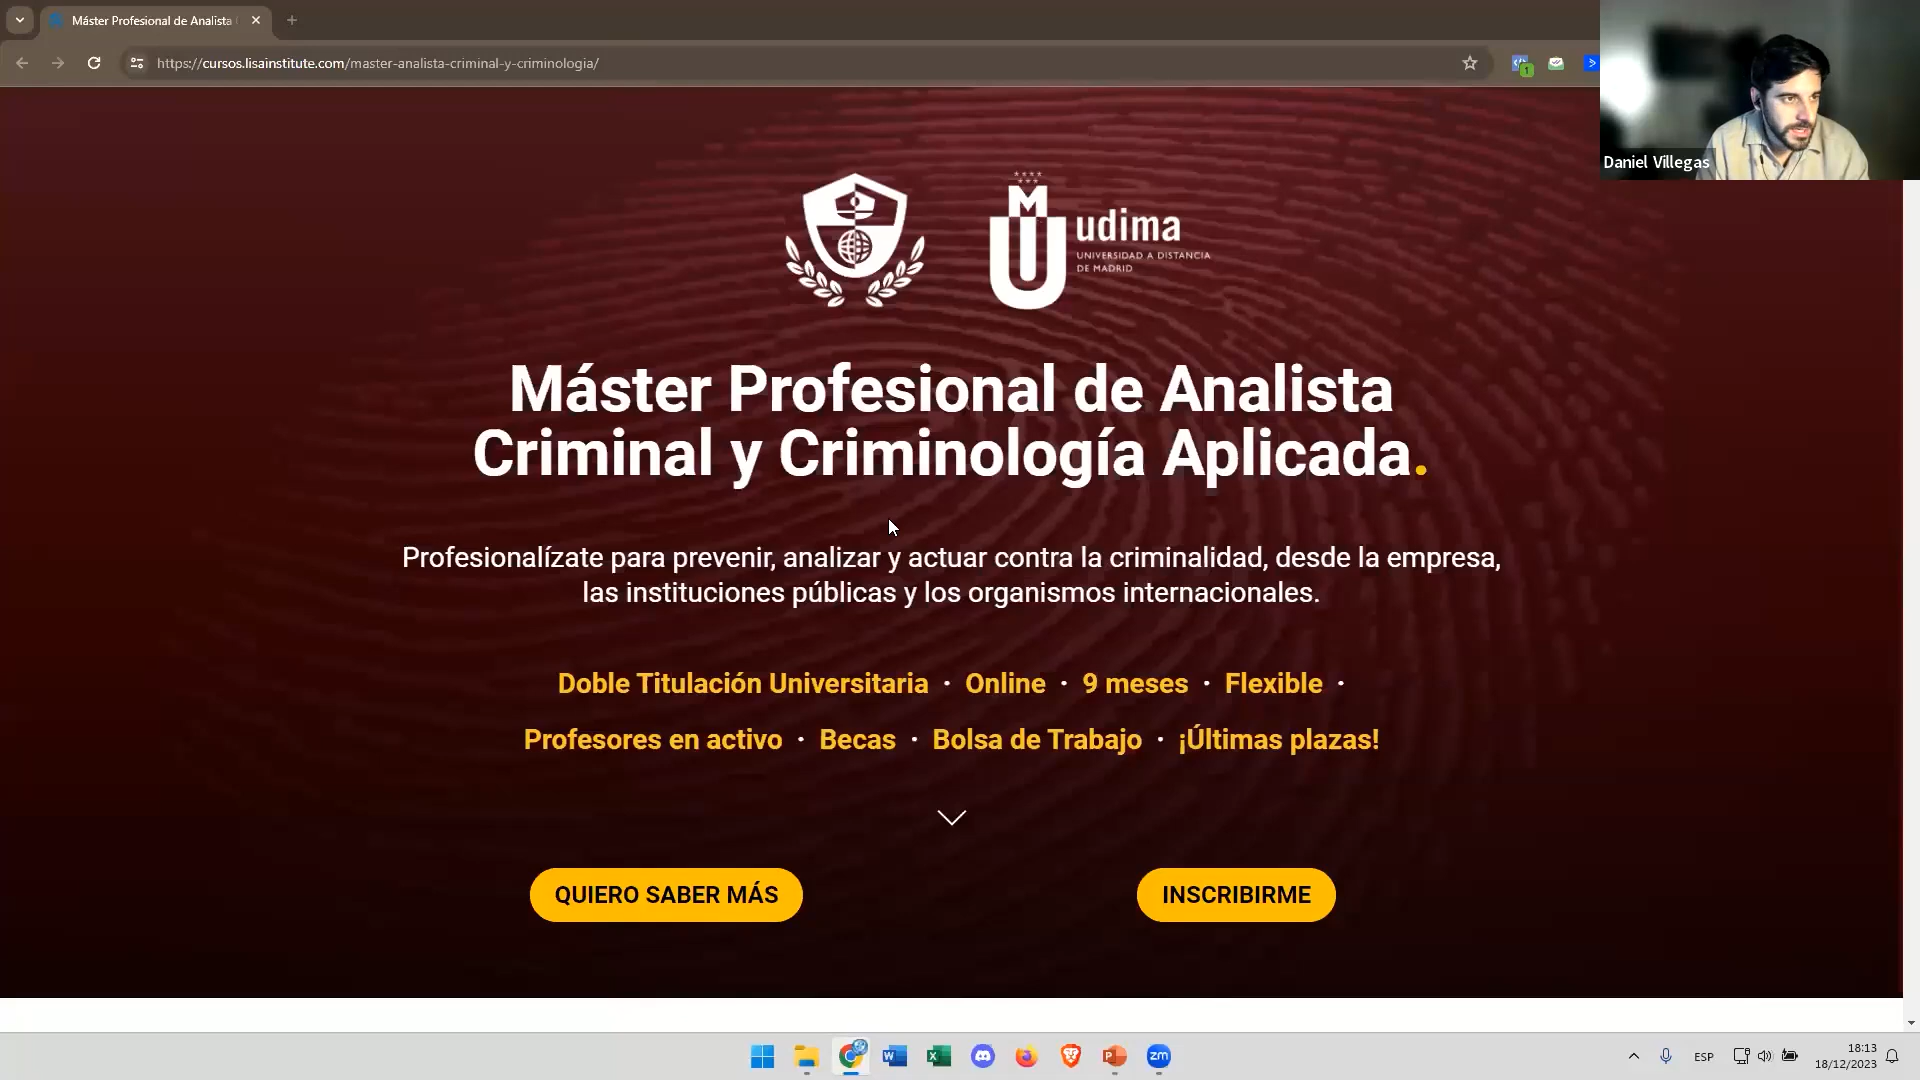 Máster Profesional de Analista
https://cursos.lisainstitute.com/master-analista-criminal-y-criminologia/
1
Daniel Villegas
udima
UNIVERSIDAD A DISTANCIA
DE MADRID
Máster Profesional de Analista
Criminal y Criminología Aplicada.
Profesionalízate para prevenir, analizar y actuar contra la criminalidad, desde la empresa,
las instituciones públicas y los organismos internacionales.
Doble Titulación Universitaria · Online · 9 meses · Flexible ·
Profesores en activo · Becas · Bolsa de Trabajo · ¡Últimas plazas!
QUIERO SABER MÁS
INSCRIBIRME
zm
ESP
18:13
18/12/2023